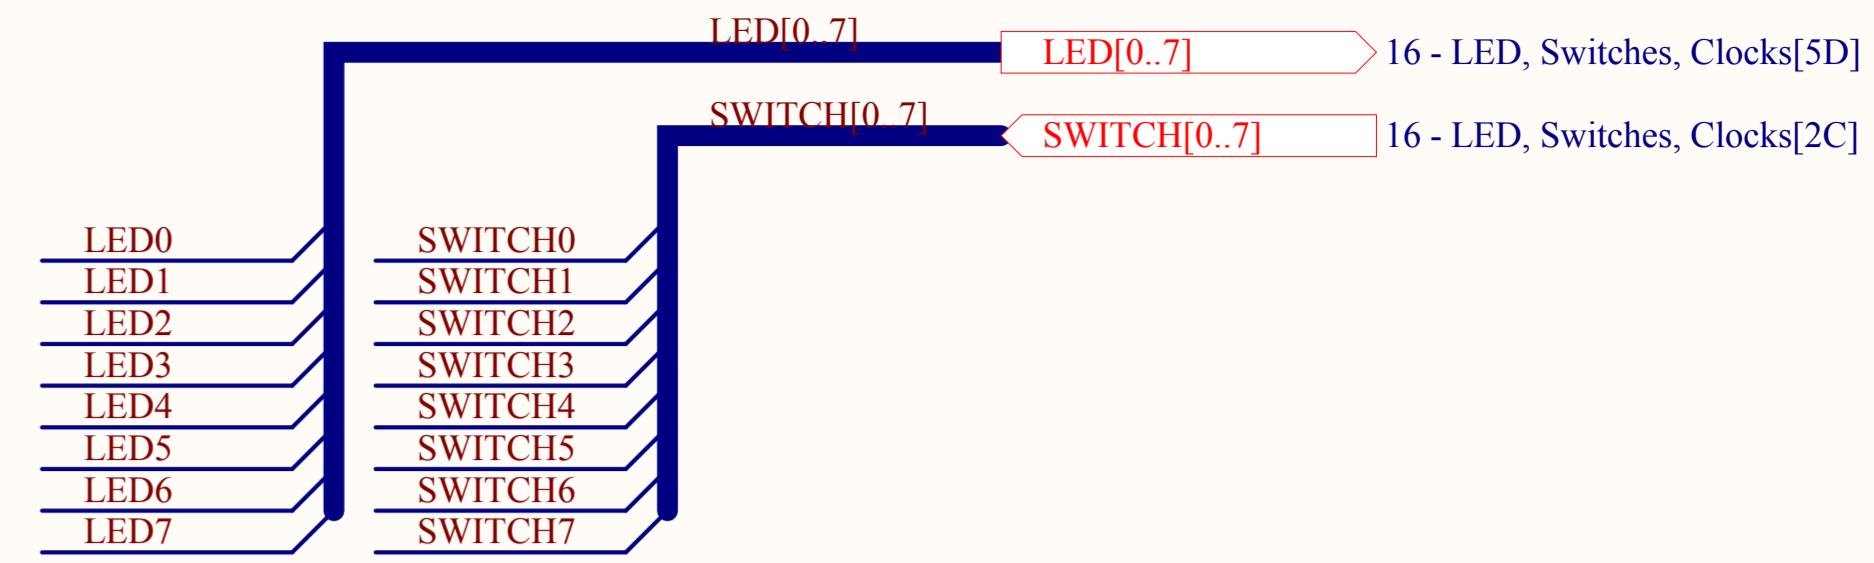 LED[0..7]
LED[0..7] 16 - LED, Switches, Clocks[5D]
SWITCH[0..7]
SWITCH[0..7] 16 - LED, Switches, Clocks[2C]
LED0 SWITCH0
LED1 SWITCH1
LED2 SWITCH2
LED3 SWITCH3
LED4 SWITCH4
LED5 SWITCH5
LED6 SWITCH6
LED7 SWITCH7